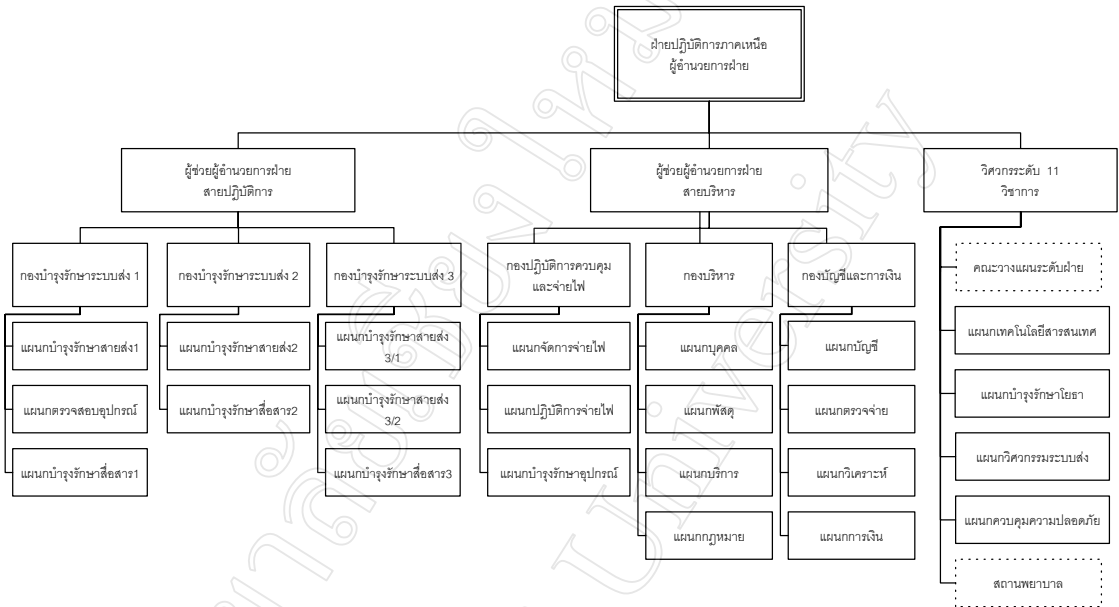 ฝ่ายปฏิบัติการภาคเหนือ
ผู้อำนวยการฝ่าย
ผู้ช่วยผู้อำนวยการฝ่าย
สายปฏิบัติการ
ผู้ช่วยผู้อำนวยการฝ่าย
สายบริหาร
วิศวกรระดับ 11
วิชาการ
กองบำรุงรักษาระบบส่ง 1
กองบำรุงรักษาระบบส่ง 2
กองบำรุงรักษาระบบส่ง 3
กองปฏิบัติการควบคุม
และจ่ายไฟ
กองบริหาร
กองบัญชีและการเงิน
คณะวางแผนระดับฝ่าย
แผนกบำรุงรักษาสายส่ง1
แผนกบำรุงรักษาสายส่ง2
แผนกบำรุงรักษาสายส่ง
3/1
แผนกจัดการจ่ายไฟ
แผนกบุคคล
แผนกบัญชี
แผนกเทคโนโลยีสารสนเทศ
แผนกตรวจสอบอุปกรณ์
แผนกบำรุงรักษาสื่อสาร2
แผนกบำรุงรักษาสายส่ง
3/2
แผนกปฏิบัติการจ่ายไฟ
แผนกพัสดุ
แผนกตรวจจ่าย
แผนกบำรุงรักษาโยธา
แผนกบำรุงรักษาสื่อสาร1
แผนกบำรุงรักษาสื่อสาร3
แผนกบำรุงรักษาอุปกรณ์
แผนกบริการ
แผนกวิเคราะห์
แผนกวิศวกรรมระบบส่ง
แผนกกฎหมาย
แผนกการเงิน
แผนกควบคุมความปลอดภัย
สถานพยาบาล
University